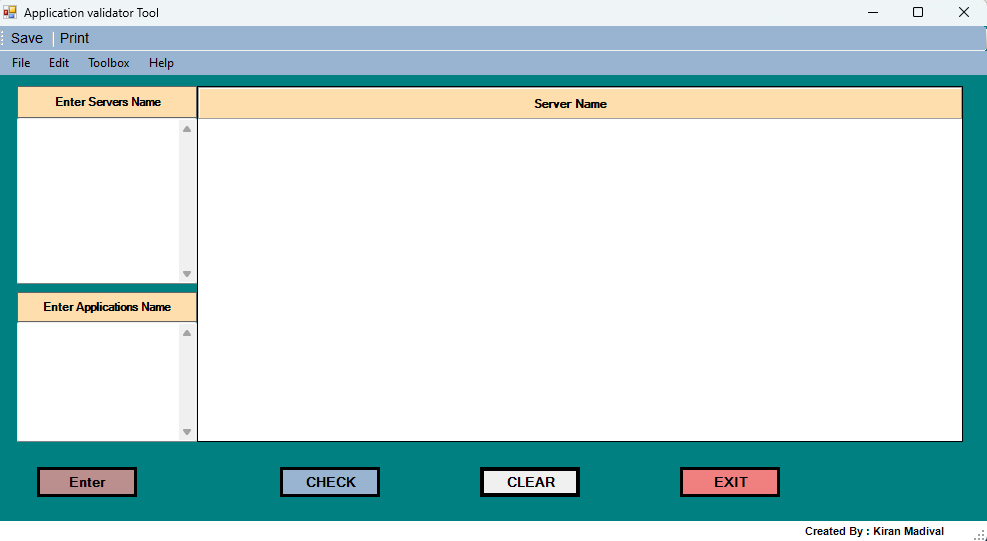 Application validator Tool
Save Print
File Edit Toolbox Help
Enter Servers Name
Server Name
Enter Applications Name
Enter CHECK CLEAR EXIT
Created By : Kiran Madival